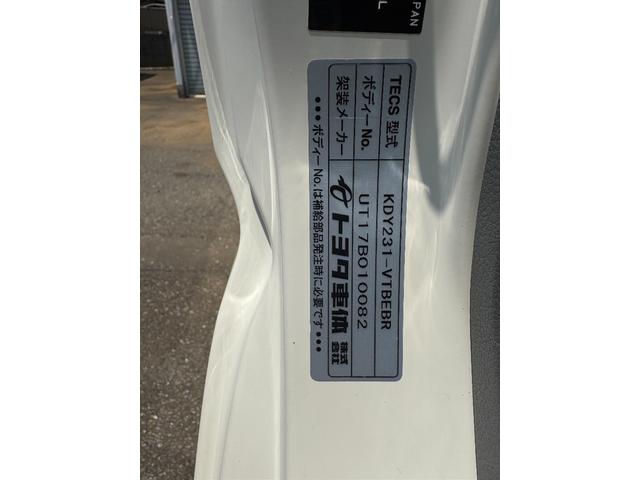 PAN
L
TECS 型式 KDY231-VTBEBR
ボディーNo. UT17B010082
架装メーカー トヨタ車体 株式会社
●●● ボディーNo.は補給部品発注時に必要です ●●●